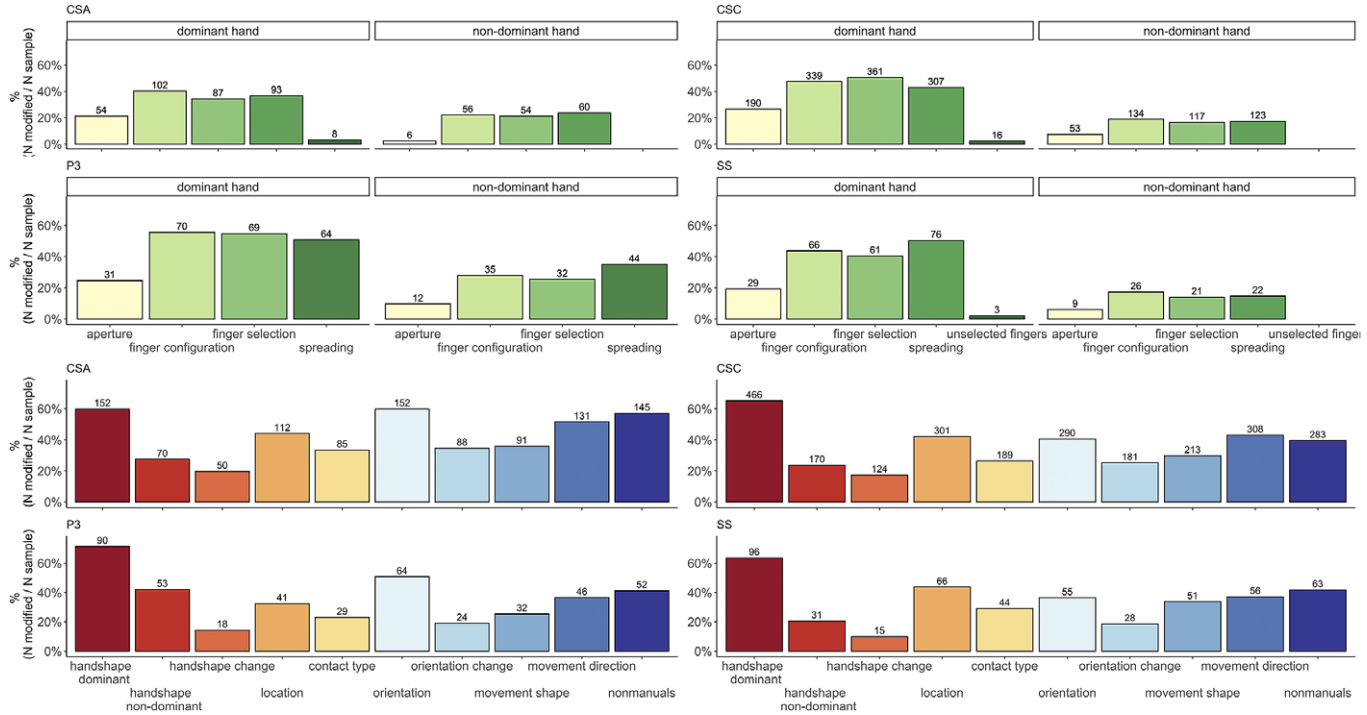 CSA
dominant hand
non-dominant hand
%
(N modified / N sample)
60%
40%
20%
0%
54
102
87
93
8
6
56
54
60
CSC
dominant hand
non-dominant hand
60%
40%
20%
0%
190
339
361
307
16
53
134
117
123
P3
dominant hand
non-dominant hand
%
(N modified / N sample)
60%
40%
20%
0%
31
70
69
64
12
35
32
44
aperture
finger selection
aperture
finger selection
finger configuration
spreading
finger configuration
spreading
SS
dominant hand
non-dominant hand
60%
40%
20%
0%
29
66
61
76
3
9
26
21
22
aperture
finger selection
unselected fingers
aperture
finger selection
unselected finger
finger configuration
spreading
finger configuration
spreading
CSA
%
(N modified / N sample)
60%
40%
20%
0%
152
70
50
112
85
152
88
91
131
145
CSC
60%
40%
20%
0%
466
170
124
301
189
290
181
213
308
283
P3
%
(N modified / N sample)
60%
40%
20%
0%
90
53
18
41
29
64
24
32
46
52
handshape
dominant
handshape change
contact type
orientation change
movement direction
handshape
non-dominant
location
orientation
movement shape
nonmanuals
SS
60%
40%
20%
0%
96
31
15
66
44
55
28
51
56
63
handshape
dominant
handshape change
contact type
orientation change
movement direction
handshape
non-dominant
location
orientation
movement shape
nonmanuals